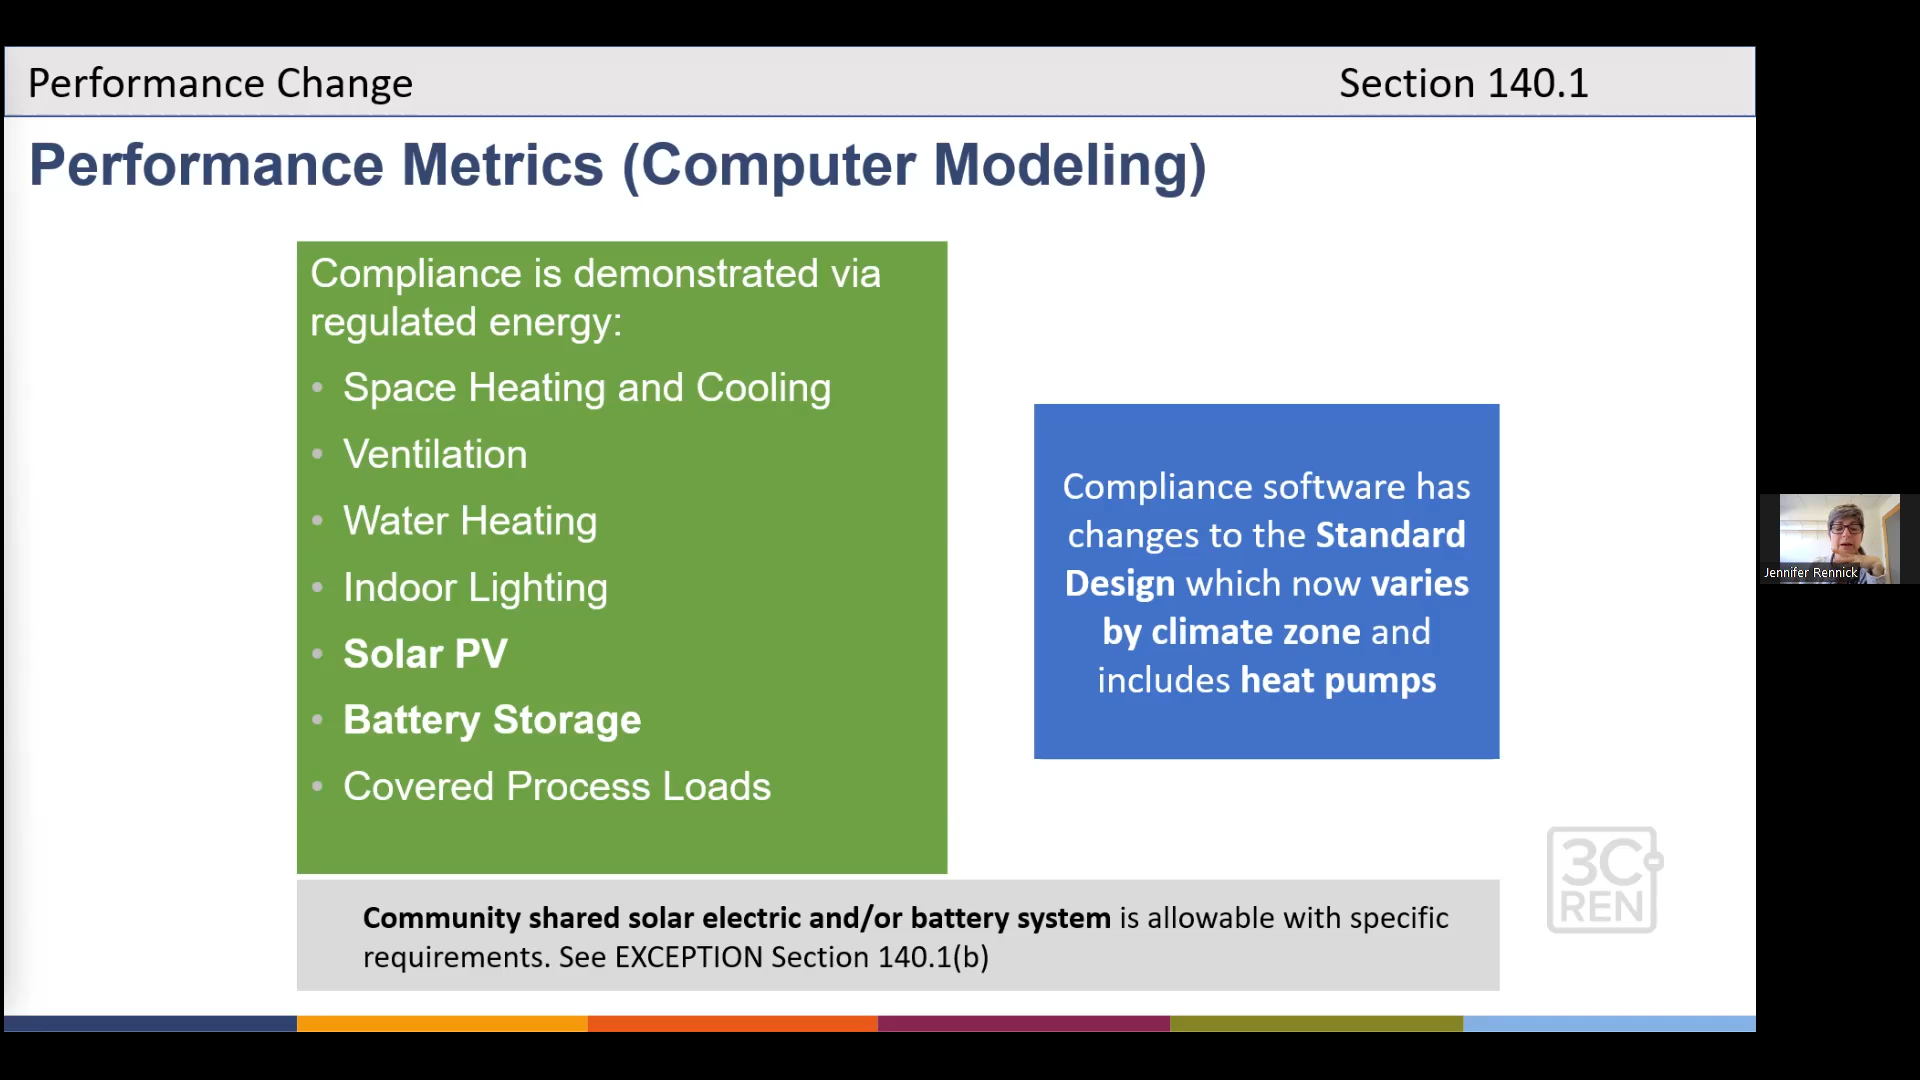 Performance Change
Section 140.1
Performance Metrics (Computer Modeling)
Compliance is demonstrated via
regulated energy:
• Space Heating and Cooling
• Ventilation
• Water Heating
• Indoor Lighting
• Solar PV
• Battery Storage
• Covered Process Loads
Compliance software has
changes to the Standard
Design which now varies
by climate zone and
includes heat pumps
Jennifer Rennick
Community shared solar electric and/or battery system is allowable with specific
requirements. See EXCEPTION Section 140.1(b)
3C
REN